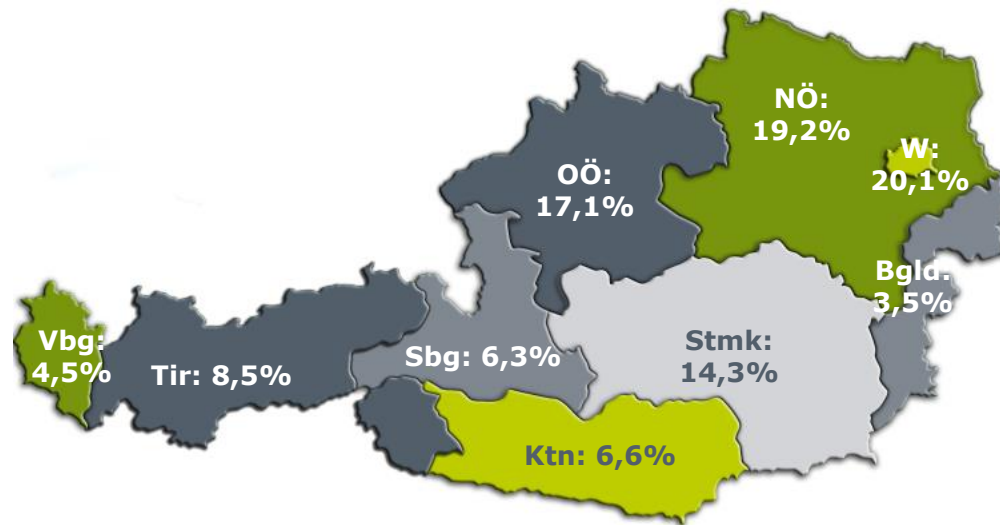 NÖ:
19,2%
W:
20,1%
OÖ:
17,1%
Bgld:
3,5%
Vbg:
4,5%
Tir: 8,5%
Sbg: 6,3%
Stmk:
14,3%
Ktn: 6,6%